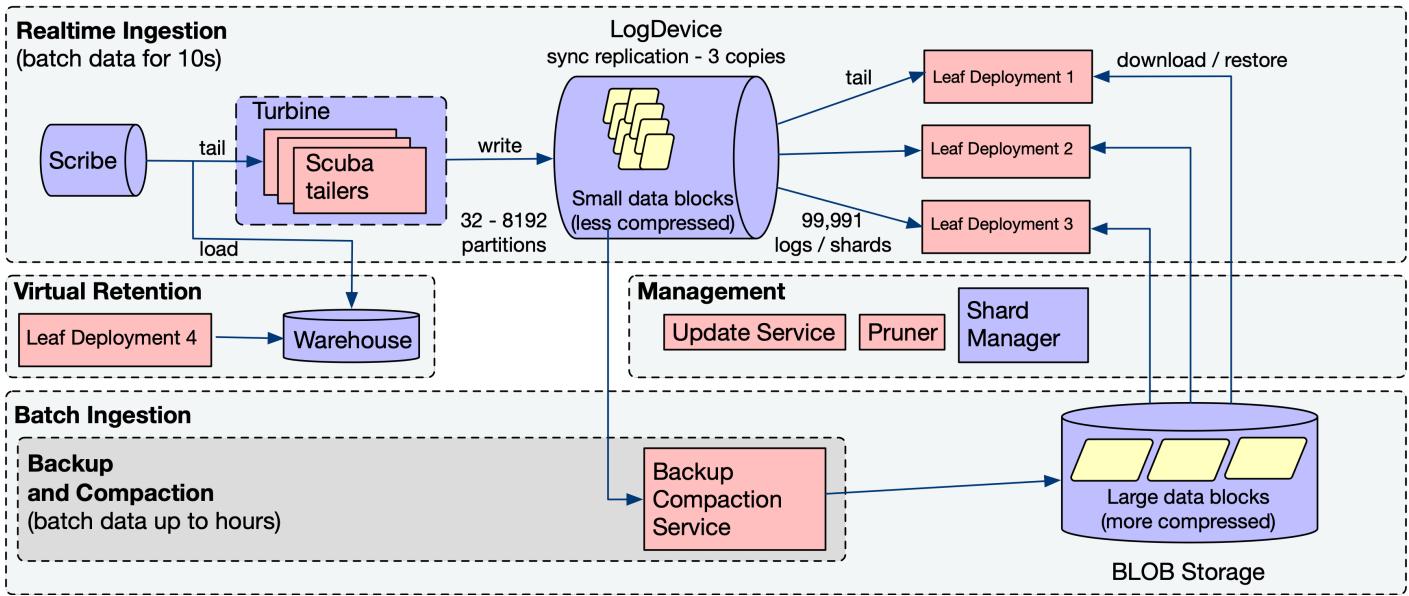 Realtime Ingestion
(batch data for 10s)
LogDevice
sync replication - 3 copies
Scribe
tail
Turbine
Scuba
tailers
write
Small data blocks
(less compressed)
32 - 8192
partitions
tail
99,991
logs / shards
Leaf Deployment 1
Leaf Deployment 2
Leaf Deployment 3
download / restore
load
Virtual Retention
Leaf Deployment 4
Warehouse
Management
Update Service
Pruner
Shard
Manager
Batch Ingestion
Backup
and Compaction
(batch data up to hours)
Backup
Compaction
Service
Large data blocks
(more compressed)
BLOB Storage